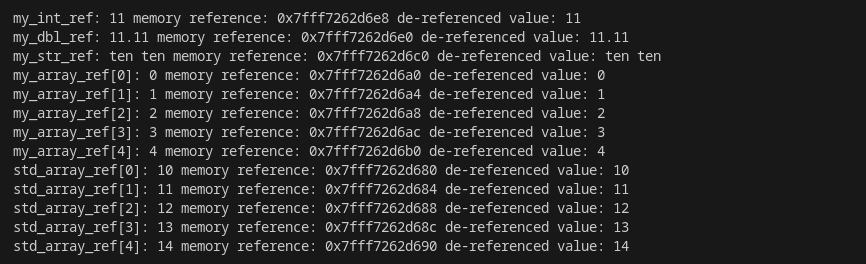 my_int_ref: 11 memory reference: 0x7fff7262d6e8 de-referenced value: 11
my_dbl_ref: 11.11 memory reference: 0x7fff7262d6e0 de-referenced value: 11.11
my_str_ref: ten ten memory reference: 0x7fff7262d6c0 de-referenced value: ten ten
my_array_ref[0]: 0 memory reference: 0x7fff7262d6a0 de-referenced value: 0
my_array_ref[1]: 1 memory reference: 0x7fff7262d6a4 de-referenced value: 1
my_array_ref[2]: 2 memory reference: 0x7fff7262d6a8 de-referenced value: 2
my_array_ref[3]: 3 memory reference: 0x7fff7262d6ac de-referenced value: 3
my_array_ref[4]: 4 memory reference: 0x7fff7262d6b0 de-referenced value: 4
std_array_ref[0]: 10 memory reference: 0x7fff7262d680 de-referenced value: 10
std_array_ref[1]: 11 memory reference: 0x7fff7262d684 de-referenced value: 11
std_array_ref[2]: 12 memory reference: 0x7fff7262d688 de-referenced value: 12
std_array_ref[3]: 13 memory reference: 0x7fff7262d68c de-referenced value: 13
std_array_ref[4]: 14 memory reference: 0x7fff7262d690 de-referenced value: 14